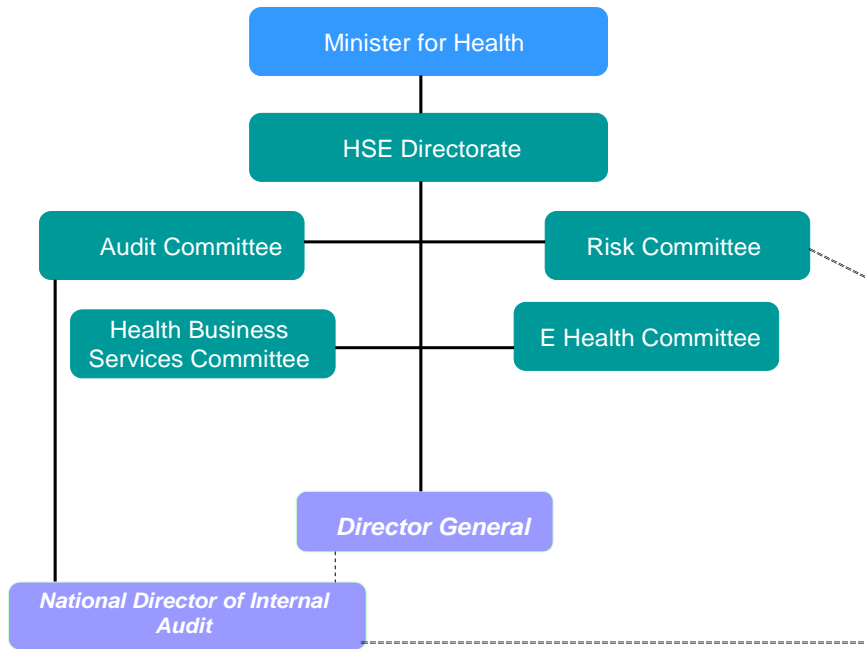 Minister for Health
HSE Directorate
Audit Committee
Risk Committee
Health Business
Services Committee
E Health Committee
Director General
National Director of Internal
Audit